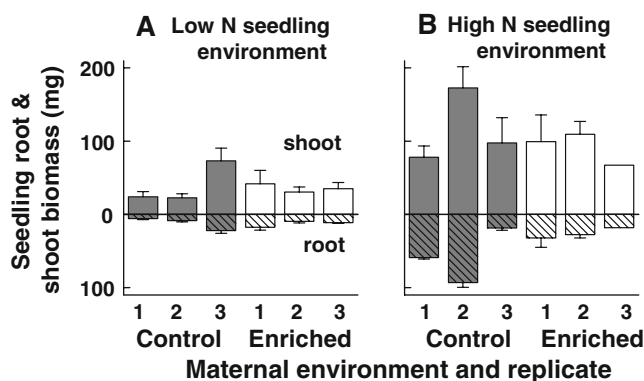 A Low N seedling environment
B High N seedling environment
Seedling root &
shoot biomass (mg)
200
100
0
100
shoot
root
1 2 3 1 2 3
1 2 3 1 2 3
Control Enriched
Control Enriched
Maternal environment and replicate